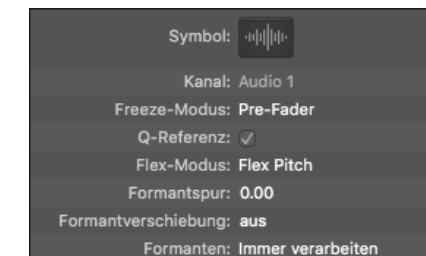 Symbol:
Kanal: Audio 1
Freeze-Modus: Pre-Fader
Q-Referenz:
Flex-Modus: Flex Pitch
Formantspur: 0.00
Formantverschiebung: aus
Formanten: Immer verarbeiten